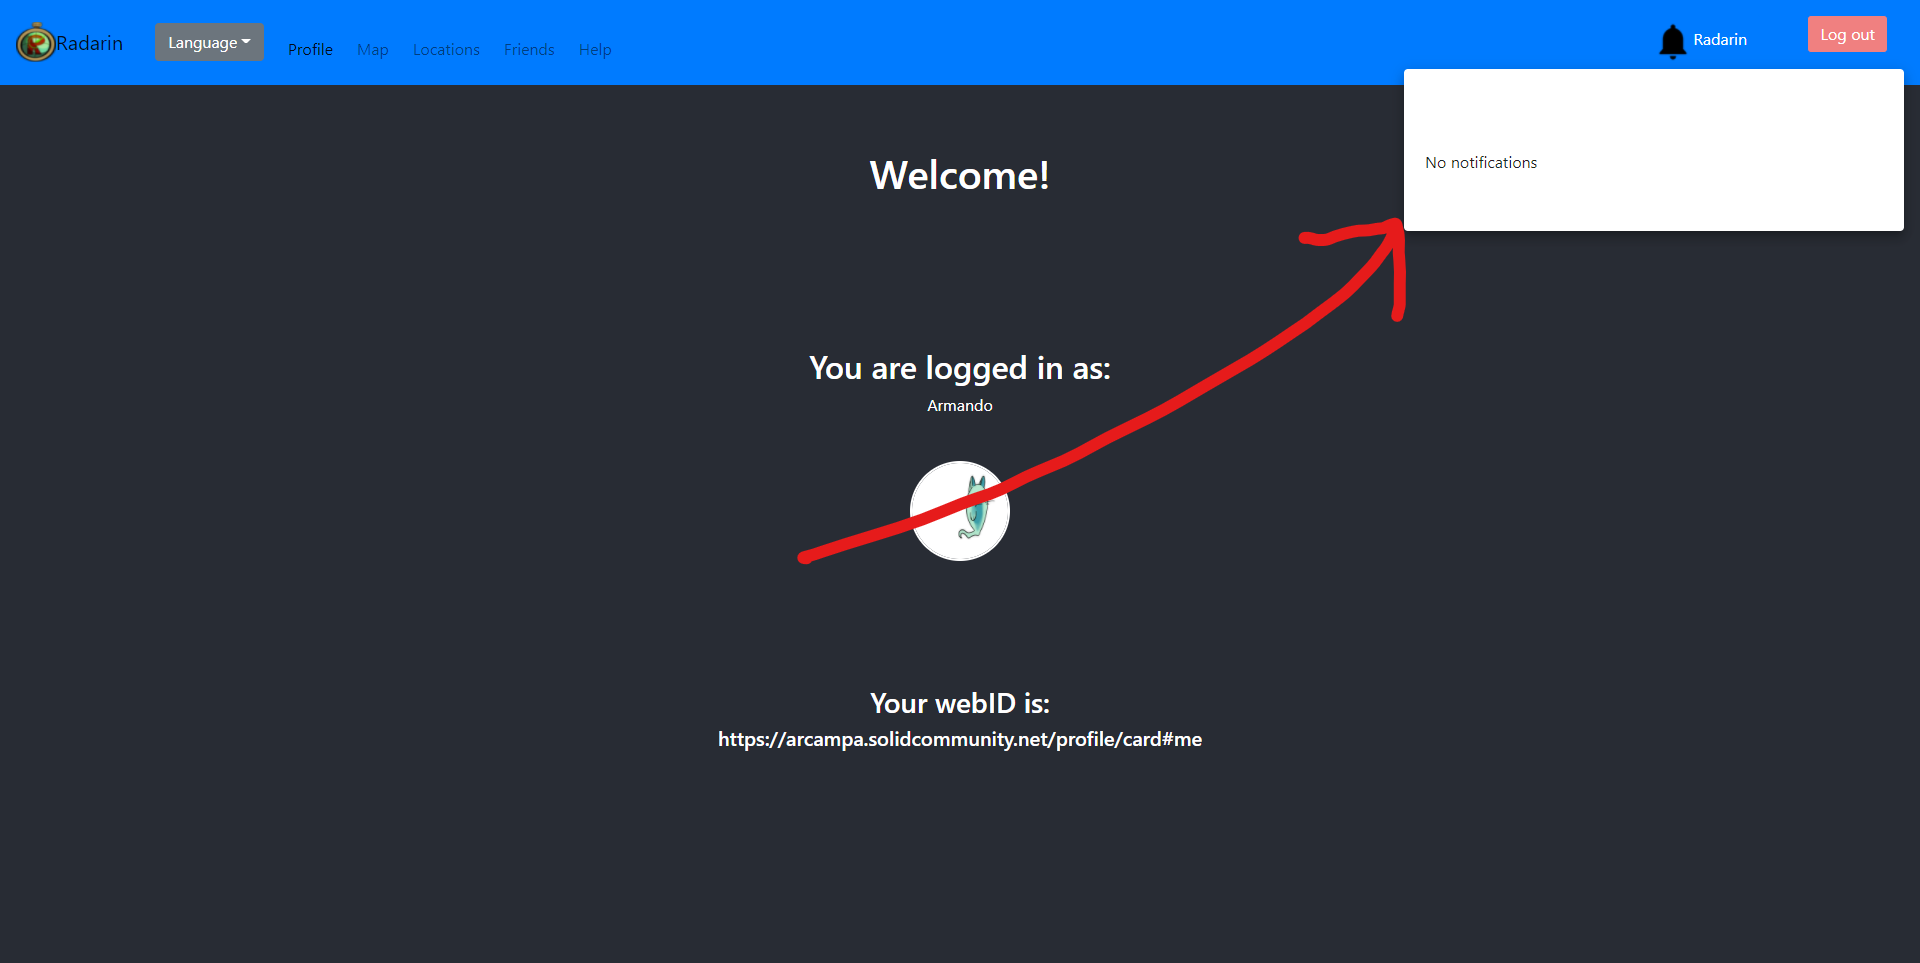 Radarin
Language
Profile
Map
Locations
Friends
Help
Radarin
Log out
No notifications
Welcome!
You are logged in as:
Armando
Your webID is:
https://arcampa.solidcommunity.net/profile/card#me